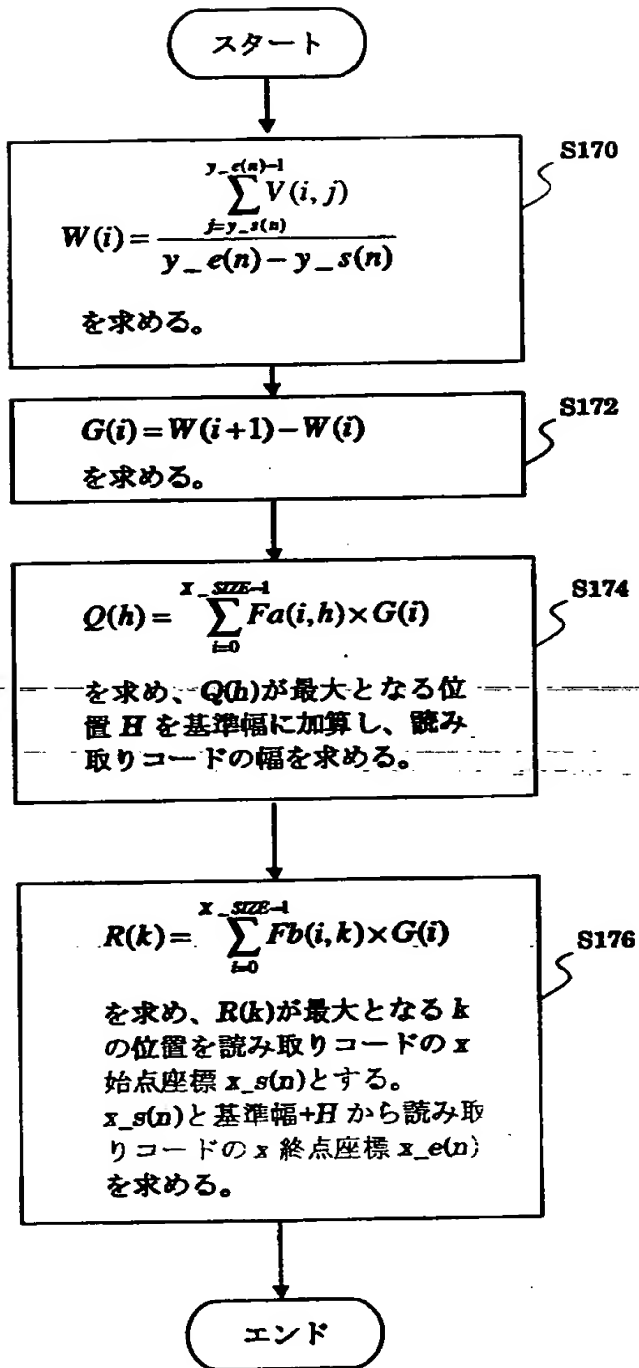 スタート
S170
W(i) = \frac{\sum_{j=y_s(n)}^{y_e(n)-1} V(i, j)}{y_e(n) - y_s(n)}
を求める。
S172
G(i) = W(i+1) - W(i)
を求める。
S174
Q(h) = \sum_{i=0}^{X_SIZE-1} Fa(i, h) × G(i)
を求め、Q(h)が最大となる位
置 H を基準幅に加算し、読み
取りコードの幅を求める。
S176
R(k) = \sum_{i=0}^{X_SIZE-1} Fb(i, k) × G(i)
を求め、R(k)が最大となる k
の位置を読み取りコードの x
始点座標 x_s(n)とする。
x_s(n)と基準幅+H から読み取
りコードの x 終点座標 x_e(n)
を求める。
エンド